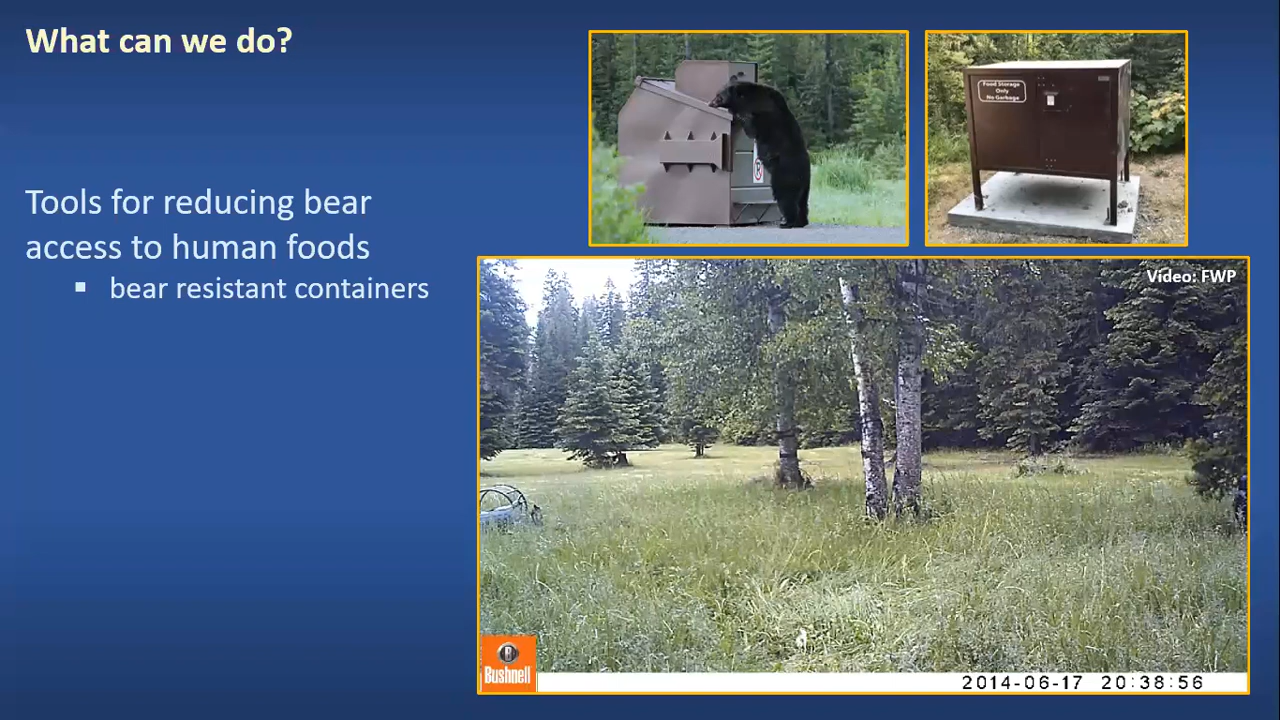 What can we do?
Tools for reducing bear
access to human foods
▪ bear resistant containers
Food Storage
Only
No Garbage
Video: FWP
B
Bushnell
2014-06-17 20:38:56